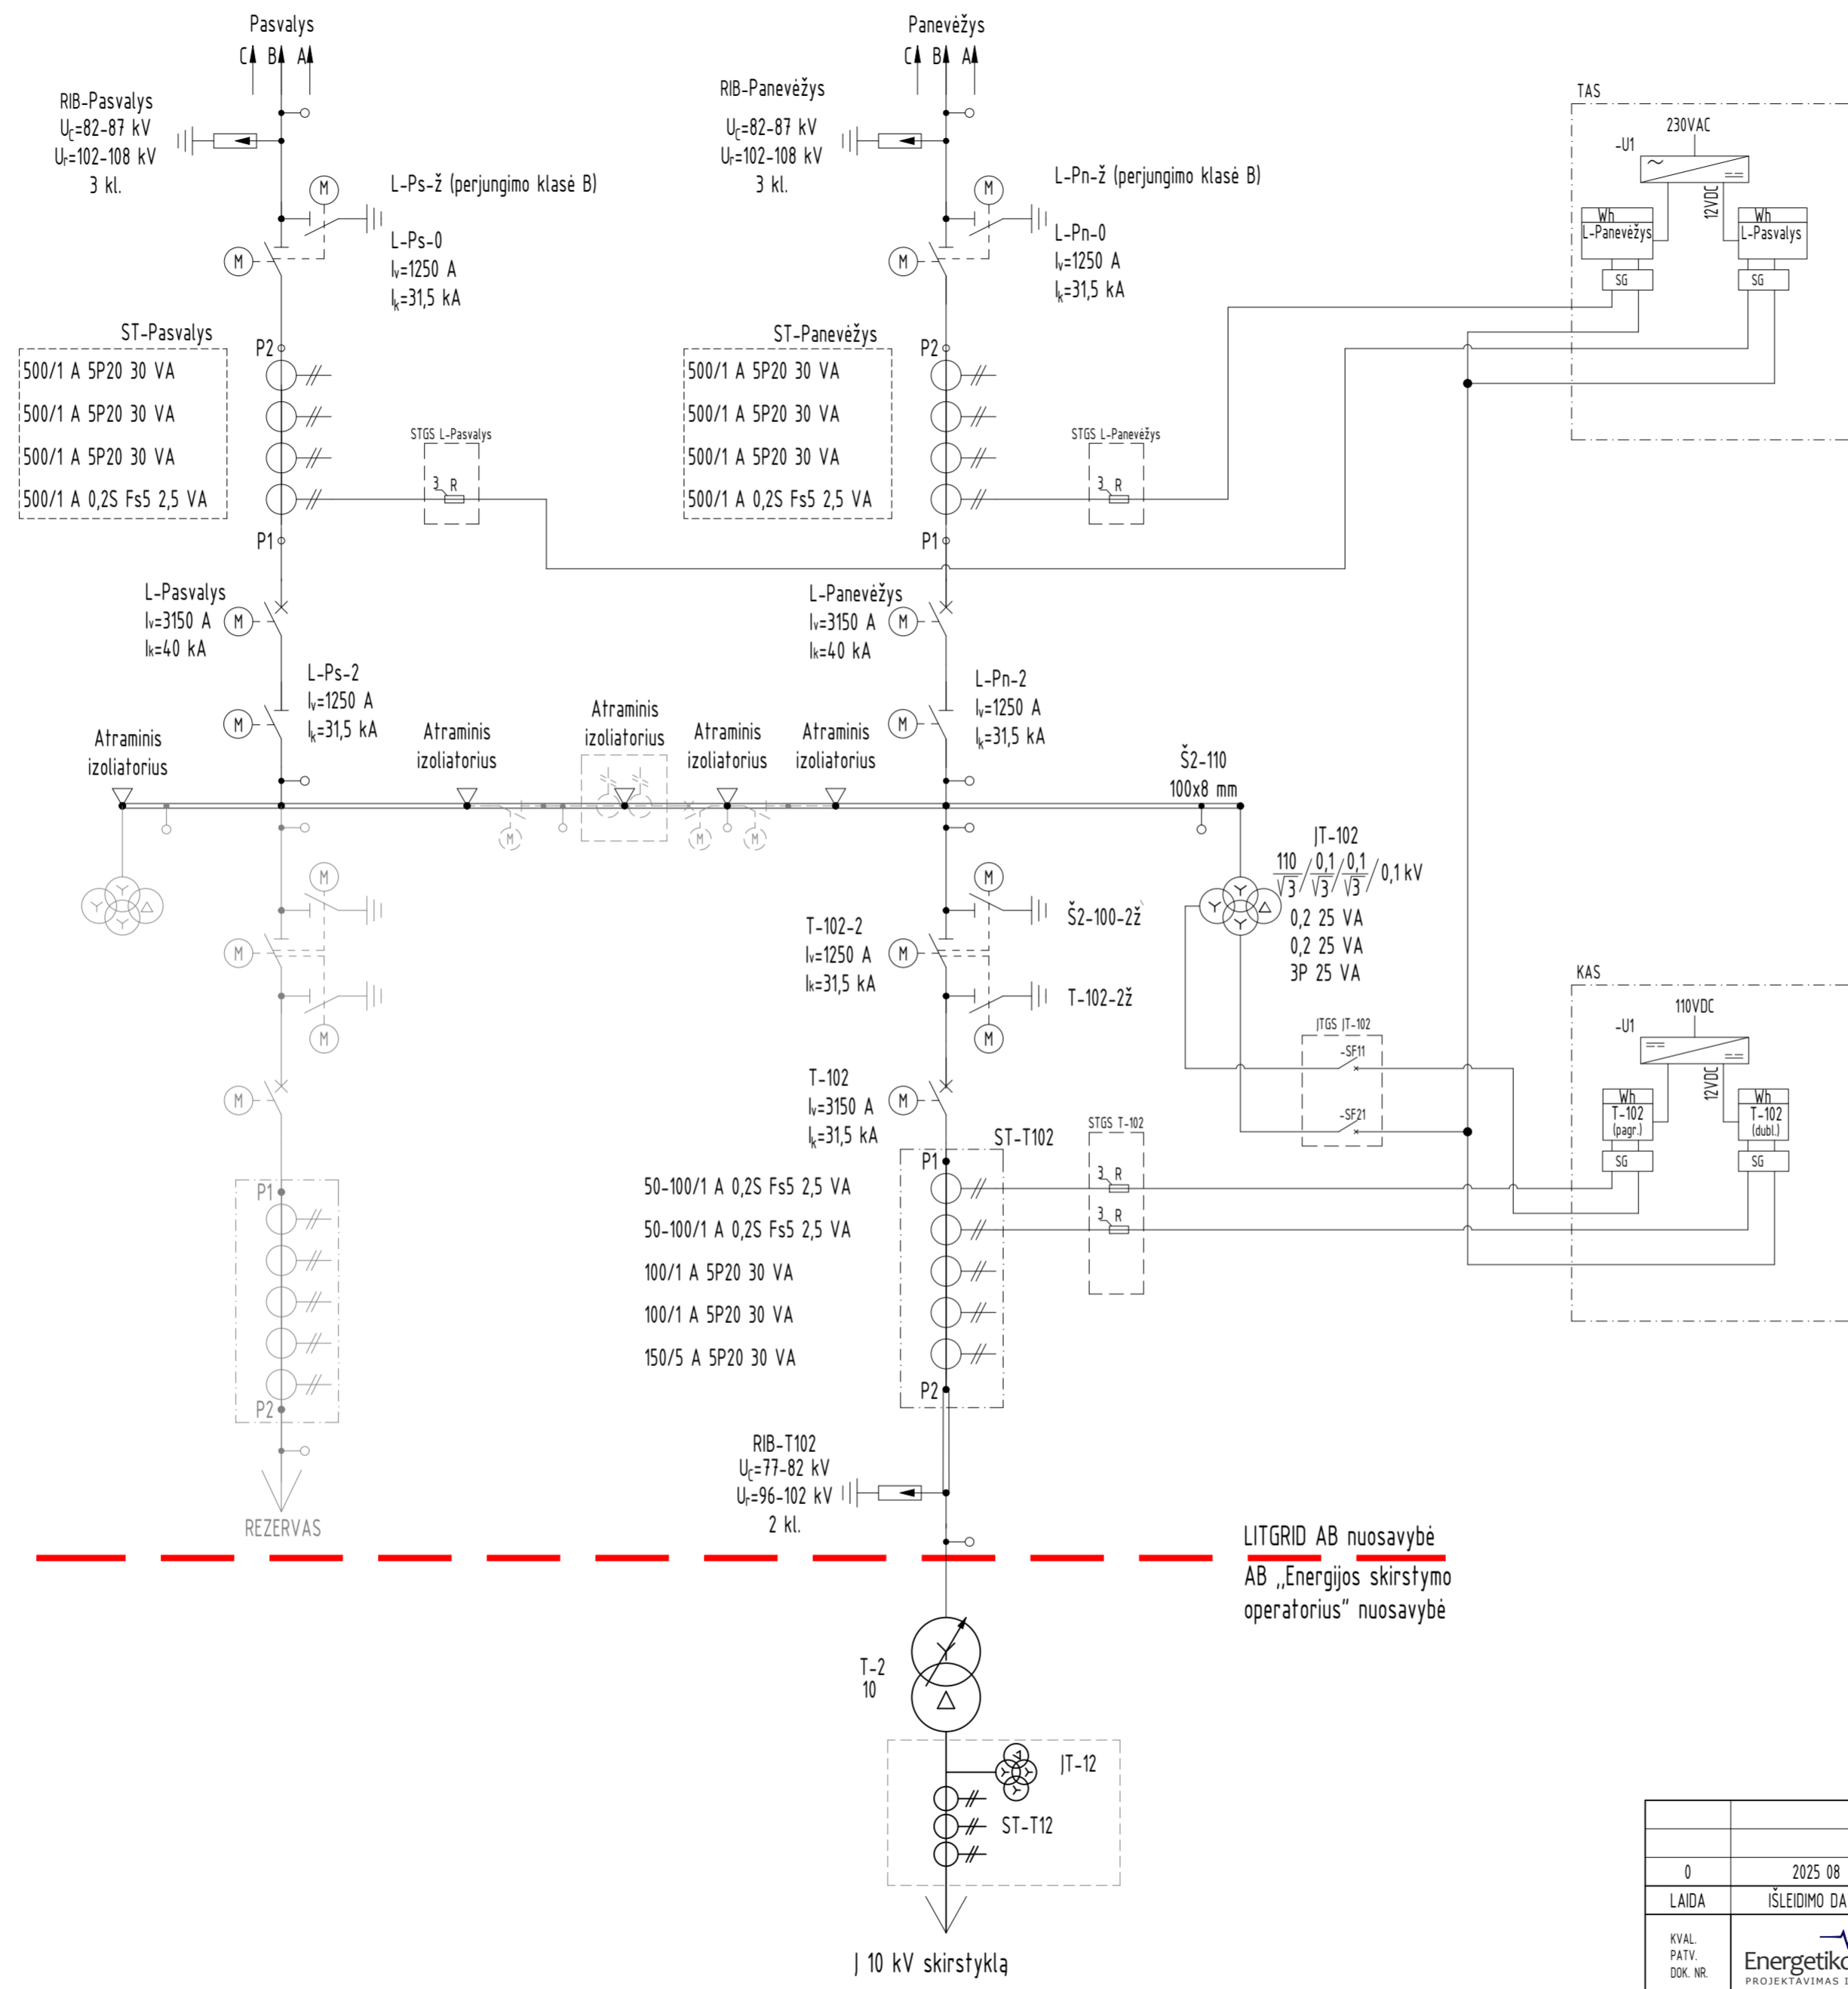 Pasvalys
C B A
RIB-Pasvalys
UC=82-87 kV
Ur=102-108 kV
3 kl.
M
L-Ps-ž (perjungimo klasė B)
L-Ps-0
Iv=1250 A
Ik=31,5 kA
M
ST-Pasvalys
P2
500/1 A 5P20 30 VA
500/1 A 5P20 30 VA
500/1 A 5P20 30 VA
500/1 A 0,2S Fs5 2,5 VA
P1
STGS L-Pasvalys
3 R
L-Pasvalys
Iv=3150 A
Ik=40 kA
M
L-Ps-2
Iv=1250 A
Ik=31,5 kA
M
Panevėžys
C B A
RIB-Panevėžys
UC=82-87 kV
Ur=102-108 kV
3 kl.
M
L-Pn-ž (perjungimo klasė B)
L-Pn-0
Iv=1250 A
Ik=31,5 kA
M
ST-Panevėžys
P2
500/1 A 5P20 30 VA
500/1 A 5P20 30 VA
500/1 A 5P20 30 VA
500/1 A 0,2S Fs5 2,5 VA
P1
STGS L-Panevėžys
3 R
L-Panevėžys
Iv=3150 A
Ik=40 kA
M
L-Pn-2
Iv=1250 A
Ik=31,5 kA
M
TAS
230VAC
-U1
12VDC
Wh
L-Panevėžys
SG
Wh
L-Pasvalys
SG
Atraminis
izoliatorius
Atraminis
izoliatorius
Atraminis
izoliatorius
Atraminis
izoliatorius
Atraminis
izoliatorius
M
M
M
Š2-110
100x8 mm
JT-102
110/√3/0,1/√3/0,1/√3/0,1 kV
0,2 25 VA
0,2 25 VA
3P 25 VA
M
M
M
M
P1
P2
REZERVAS
M
Š2-100-2ž
T-102-2
Iv=1250 A
Ik=31,5 kA
M
T-102-2ž
M
T-102
Iv=3150 A
Ik=31,5 kA
M
ST-T102
P1
50-100/1 A 0,2S Fs5 2,5 VA
50-100/1 A 0,2S Fs5 2,5 VA
100/1 A 5P20 30 VA
100/1 A 5P20 30 VA
150/5 A 5P20 30 VA
P2
STGS T-102
3 R
3 R
JTGS JT-102
-SF11
-SF21
KAS
110VDC
-U1
12VDC
Wh
T-102
(pagr.)
SG
Wh
T-102
(dubl.)
SG
RIB-T102
UC=77-82 kV
Ur=96-102 kV
2 kl.
LITGRID AB nuosavybė
AB „Energijos skirstymo
operatorius" nuosavybė
T-2
10
JT-12
ST-T12
Į 10 kV skirstyklą
0 2025 08
LAIDA IŠLEIDIMO DA
KVAL.
PATV.
DOK. NR.
Energetiko
PROJEKTAVIMAS I